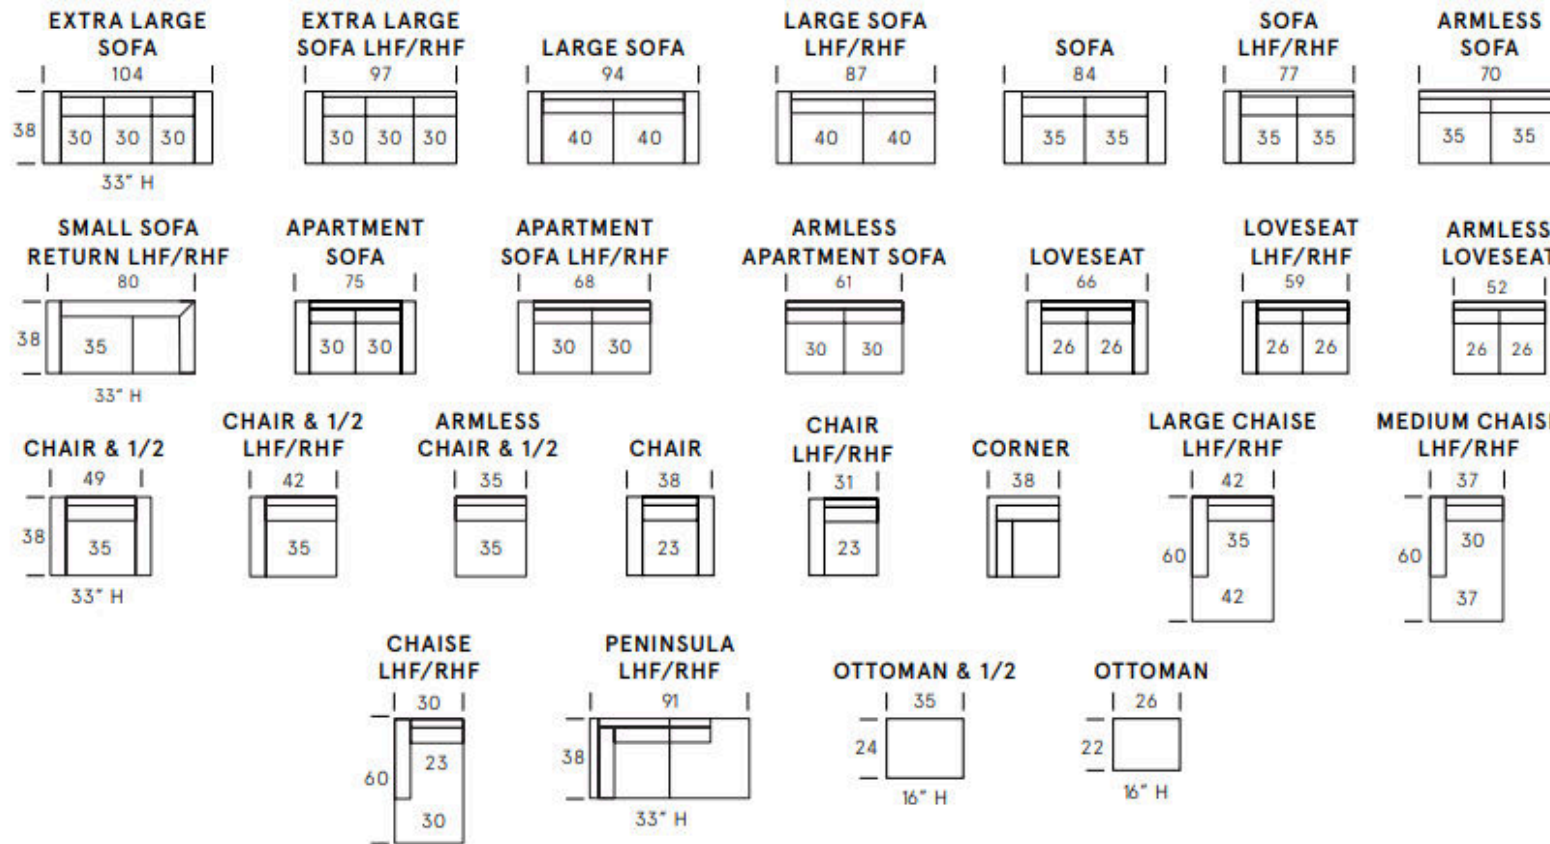 EXTRA LARGE
SOFA
104
38
30 30 30
33" H
EXTRA LARGE
SOFA LHF/RHF
97
30 30 30
LARGE SOFA
94
40 40
LARGE SOFA
LHF/RHF
87
40 40
SOFA
84
35 35
SOFA
LHF/RHF
77
35 35
ARMLESS
SOFA
70
35 35
SMALL SOFA
RETURN LHF/RHF
80
38
35
33" H
APARTMENT
SOFA
75
30 30
APARTMENT
SOFA LHF/RHF
68
30 30
ARMLESS
APARTMENT SOFA
61
30 30
LOVESEAT
66
26 26
LOVESEAT
LHF/RHF
59
26 26
ARMLESS
LOVESEAT
52
26 26
CHAIR & 1/2
49
38
35
33" H
CHAIR & 1/2
LHF/RHF
42
35
ARMLESS
CHAIR & 1/2
35
35
CHAIR
38
23
CHAIR
LHF/RHF
31
23
CORNER
38
LARGE CHAISE
LHF/RHF
42
60
35
42
MEDIUM CHAISE
LHF/RHF
37
60
30
37
CHAISE
LHF/RHF
30
60
23
30
PENINSULA
LHF/RHF
91
38
33" H
OTTOMAN & 1/2
35
24
16" H
OTTOMAN
26
22
16" H